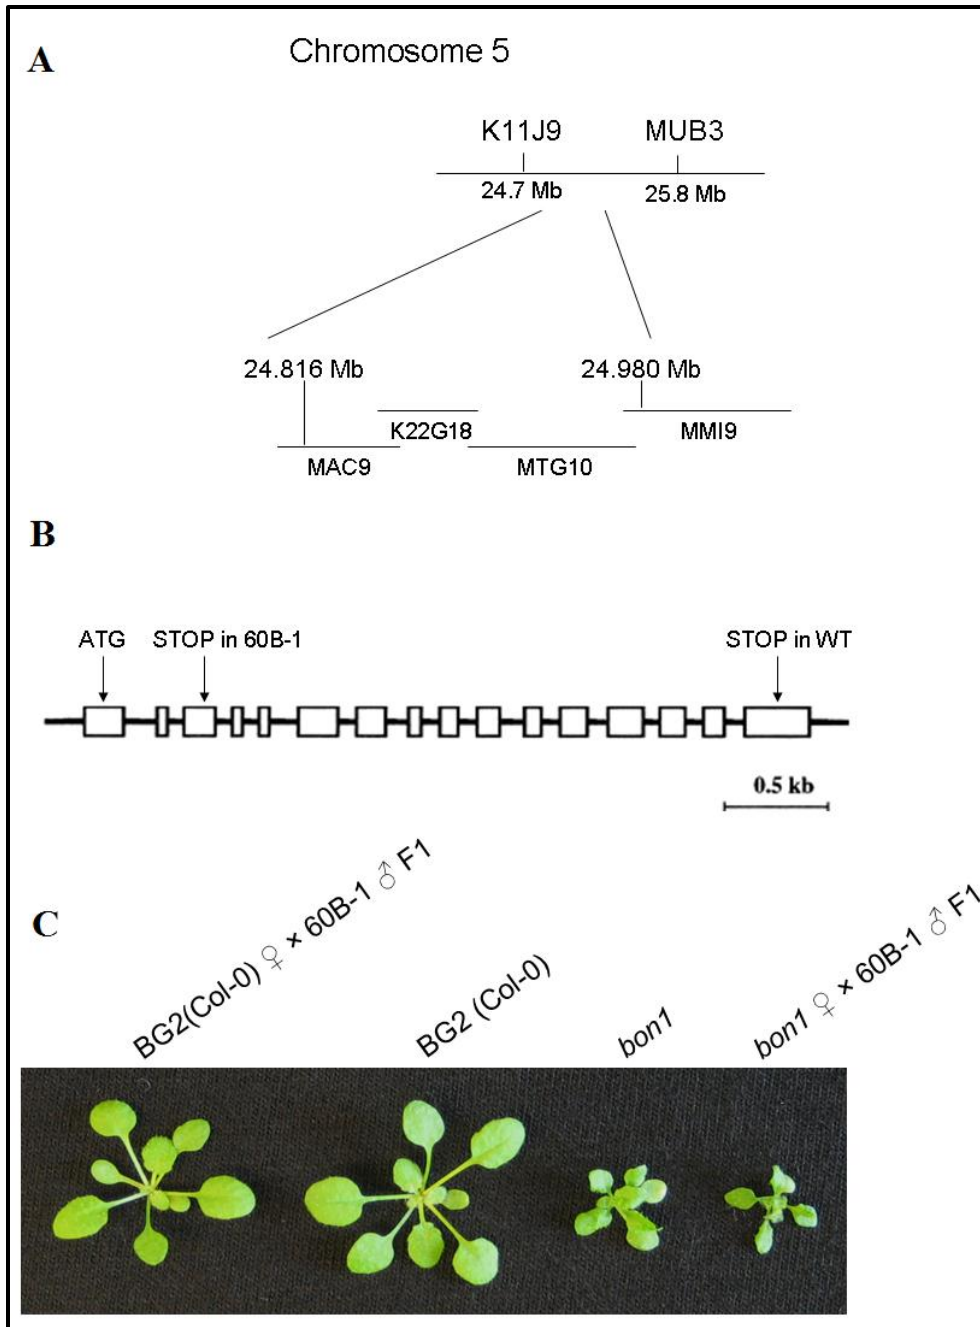 A
Chromosome 5
K11J9 MUB3
24.7 Mb 25.8 Mb
24.816 Mb 24.980 Mb
K22G18 MMI9
MAC9 MTG10
B
ATG STOP in 60B-1 STOP in WT
0.5 kb
C
BG2(Col-0) ♀ × 60B-1 ♂ F1
BG2 (Col-0)
bon1
bon1 ♀ × 60B-1 ♂ F1